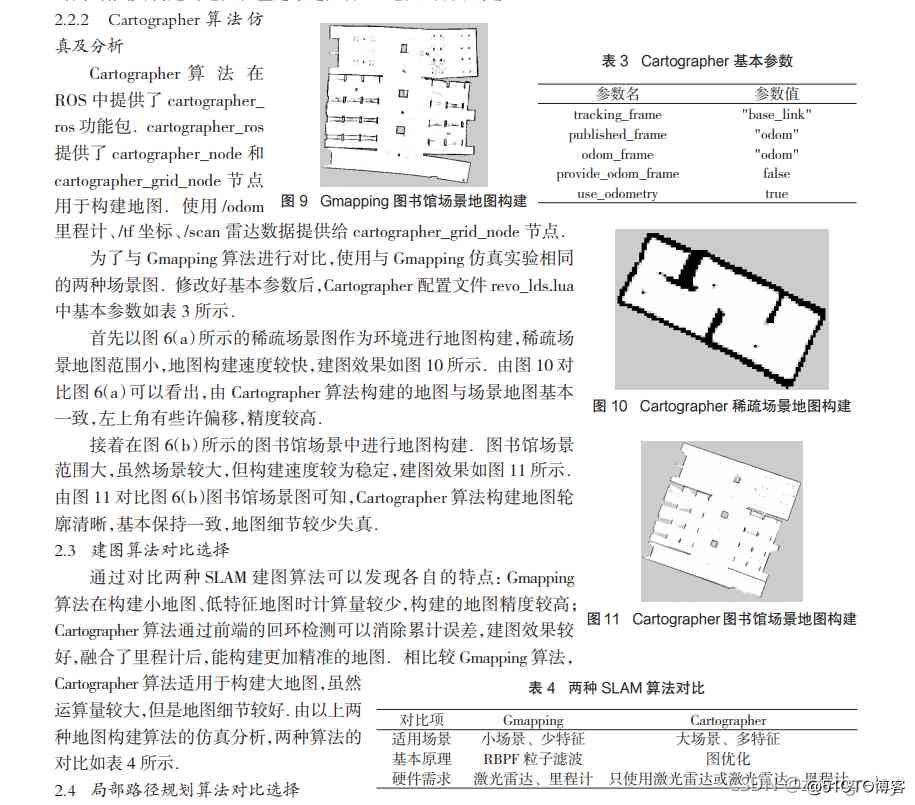 2.2.2 Cartographer 算法仿
真及分析
Cartographer 算法在
ROS 中提供了 cartographer_
ros 功能包. cartographer_ros
提供了 cartographer_node 和
cartographer_grid_node 节点
用于构建地图. 使用 /odom
里程计、/tf 坐标、/scan 雷达数据提供给 cartographer_grid_node 节点.
图 9 Gmapping 图书馆场景地图构建
为了与 Gmapping 算法进行对比,使用与 Gmapping 仿真实验相同
的两种场景图. 修改好基本参数后,Cartographer 配置文件 revo_lds.lua
中基本参数如表 3 所示.
首先以图 6(a)所示的稀疏场景图作为环境进行地图构建,稀疏场
景地图范围小,地图构建速度较快,建图效果如图 10 所示. 由图 10 对
比图 6(a)可以看出,由 Cartographer 算法构建的地图与场景地图基本
一致,左上角有些许偏移,精度较高.
接着在图 6(b)所示的图书馆场景中进行地图构建. 图书馆场景
范围大,虽然场景较大,但构建速度较为稳定,建图效果如图 11 所示.
由图 11 对比图 6(b)图书馆场景图可知,Cartographer 算法构建地图轮
廓清晰,基本保持一致,地图细节较少失真.
2.3 建图算法对比选择
通过对比两种 SLAM 建图算法可以发现各自的特点: Gmapping
算法在构建小地图、低特征地图时计算量较少,构建的地图精度较高;
Cartographer 算法通过前端的回环检测可以消除累计误差,建图效果较
好,融合了里程计后,能构建更加精准的地图. 相比较 Gmapping 算法,
Cartographer 算法适用于构建大地图,虽然
运算量较大,但是地图细节较好. 由以上两
种地图构建算法的仿真分析,两种算法的
对比如表 4 所示.
2.4 局部路径规划算法对比选择
表 3 Cartographer 基本参数
参数名 参数值
tracking_frame "base_link"
published_frame "odom"
odom_frame "odom"
provide_odom_frame false
use_odometry true
图 10 Cartographer 稀疏场景地图构建
图 11 Cartographer 图书馆场景地图构建
表 4 两种 SLAM 算法对比
对比项 Gmapping Cartographer
适用场景 小场景、少特征 大场景、多特征
基本原理 RBPF 粒子滤波 图优化
硬件需求 激光雷达、里程计 只使用激光雷达或激光雷达、里程计
@51CTO博客